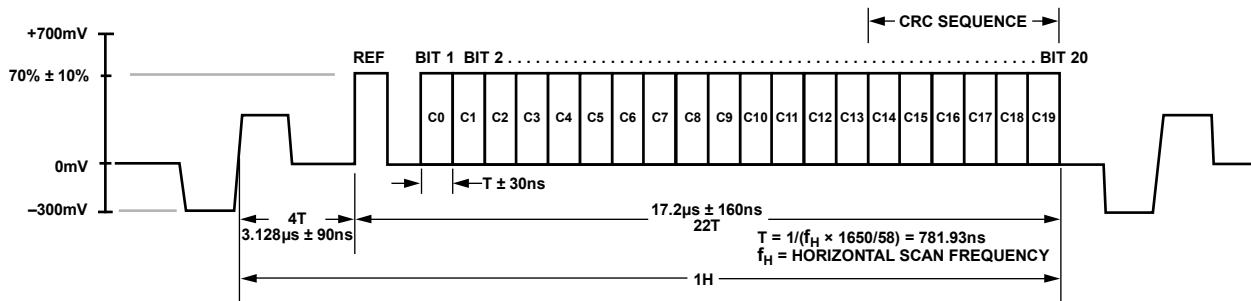 CRC SEQUENCE
+700mV
REF
BIT 1 BIT 2 . . . . . . . . . . . . . . . . . . . . . . . . . . . . . . . . . . . . . . . . . . . . . . . . . . . . . . . . . . . . . . . . BIT 20
70% ± 10%
C0 C1 C2 C3 C4 C5 C6 C7 C8 C9 C10 C11 C12 C13 C14 C15 C16 C17 C18 C19
0mV
T ± 30ns
–300mV
4T
3.128µs ± 90ns
17.2µs ± 160ns
22T
T = 1/(fH × 1650/58) = 781.93ns
fH = HORIZONTAL SCAN FREQUENCY
1H